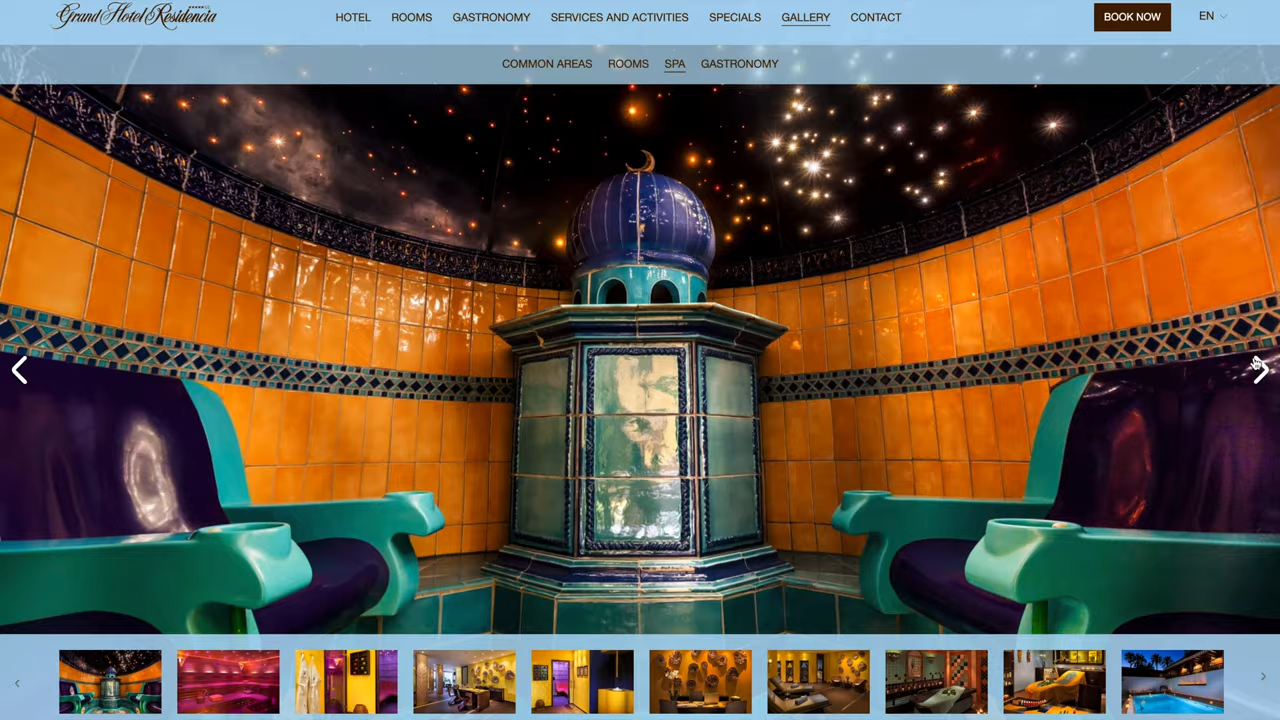 Grand Hotel Residencia
HOTEL ROOMS GASTRONOMY SERVICES AND ACTIVITIES SPECIALS GALLERY CONTACT
BOOK NOW
EN
COMMON AREAS ROOMS SPA GASTRONOMY